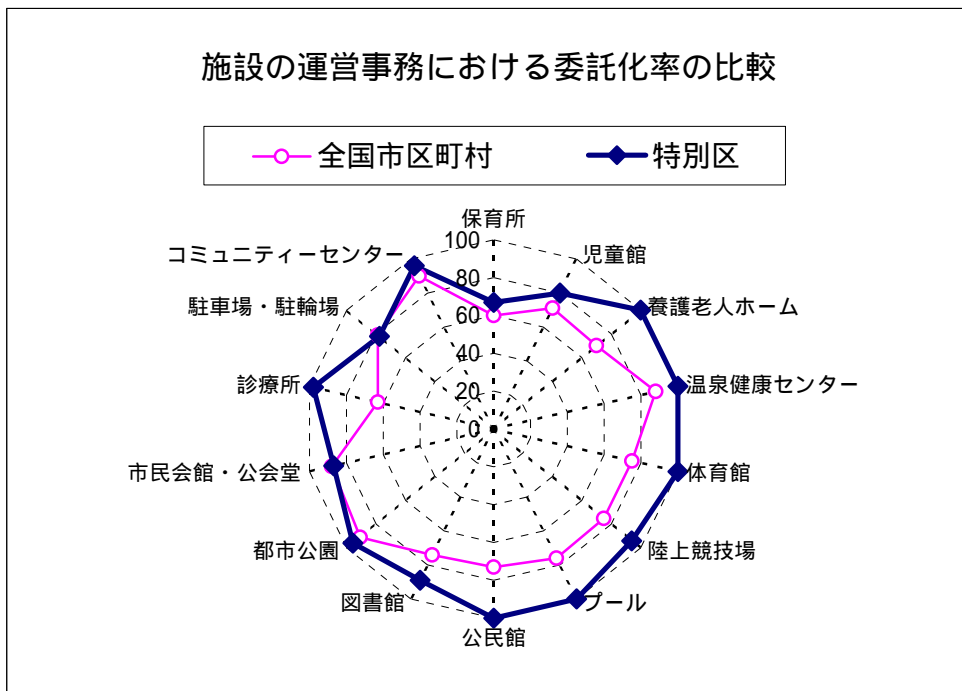 施設の運営事務における委託化率の比較
全国市区町村 特別区
保育所
児童館
養護老人ホーム
温泉健康センター
体育館
陸上競技場
プール
公民館
図書館
都市公園
市民会館・公会堂
診療所
駐車場・駐輪場
コミュニティーセンター
100
80
60
40
20
0